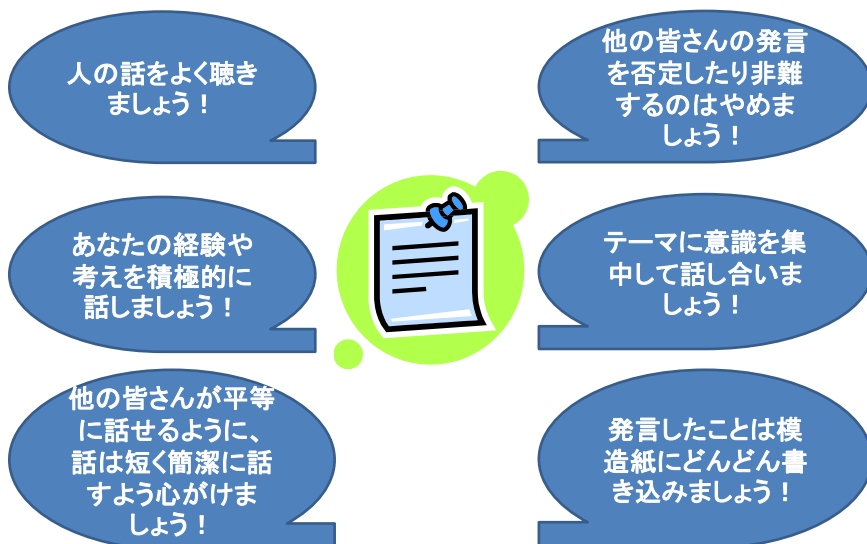 人の話をよく聴き
ましょう！
他の皆さんの発言
を否定したり非難
するのはやめま
しょう！
あなたの経験や
考えを積極的に
話しましょう！
テーマに意識を集
中して話し合いま
しょう！
他の皆さんが平等
に話せるように、
話は短く簡潔に話
すよう心がけま
しょう！
発言したことは模
造紙にどんどん書
き込みましょう！